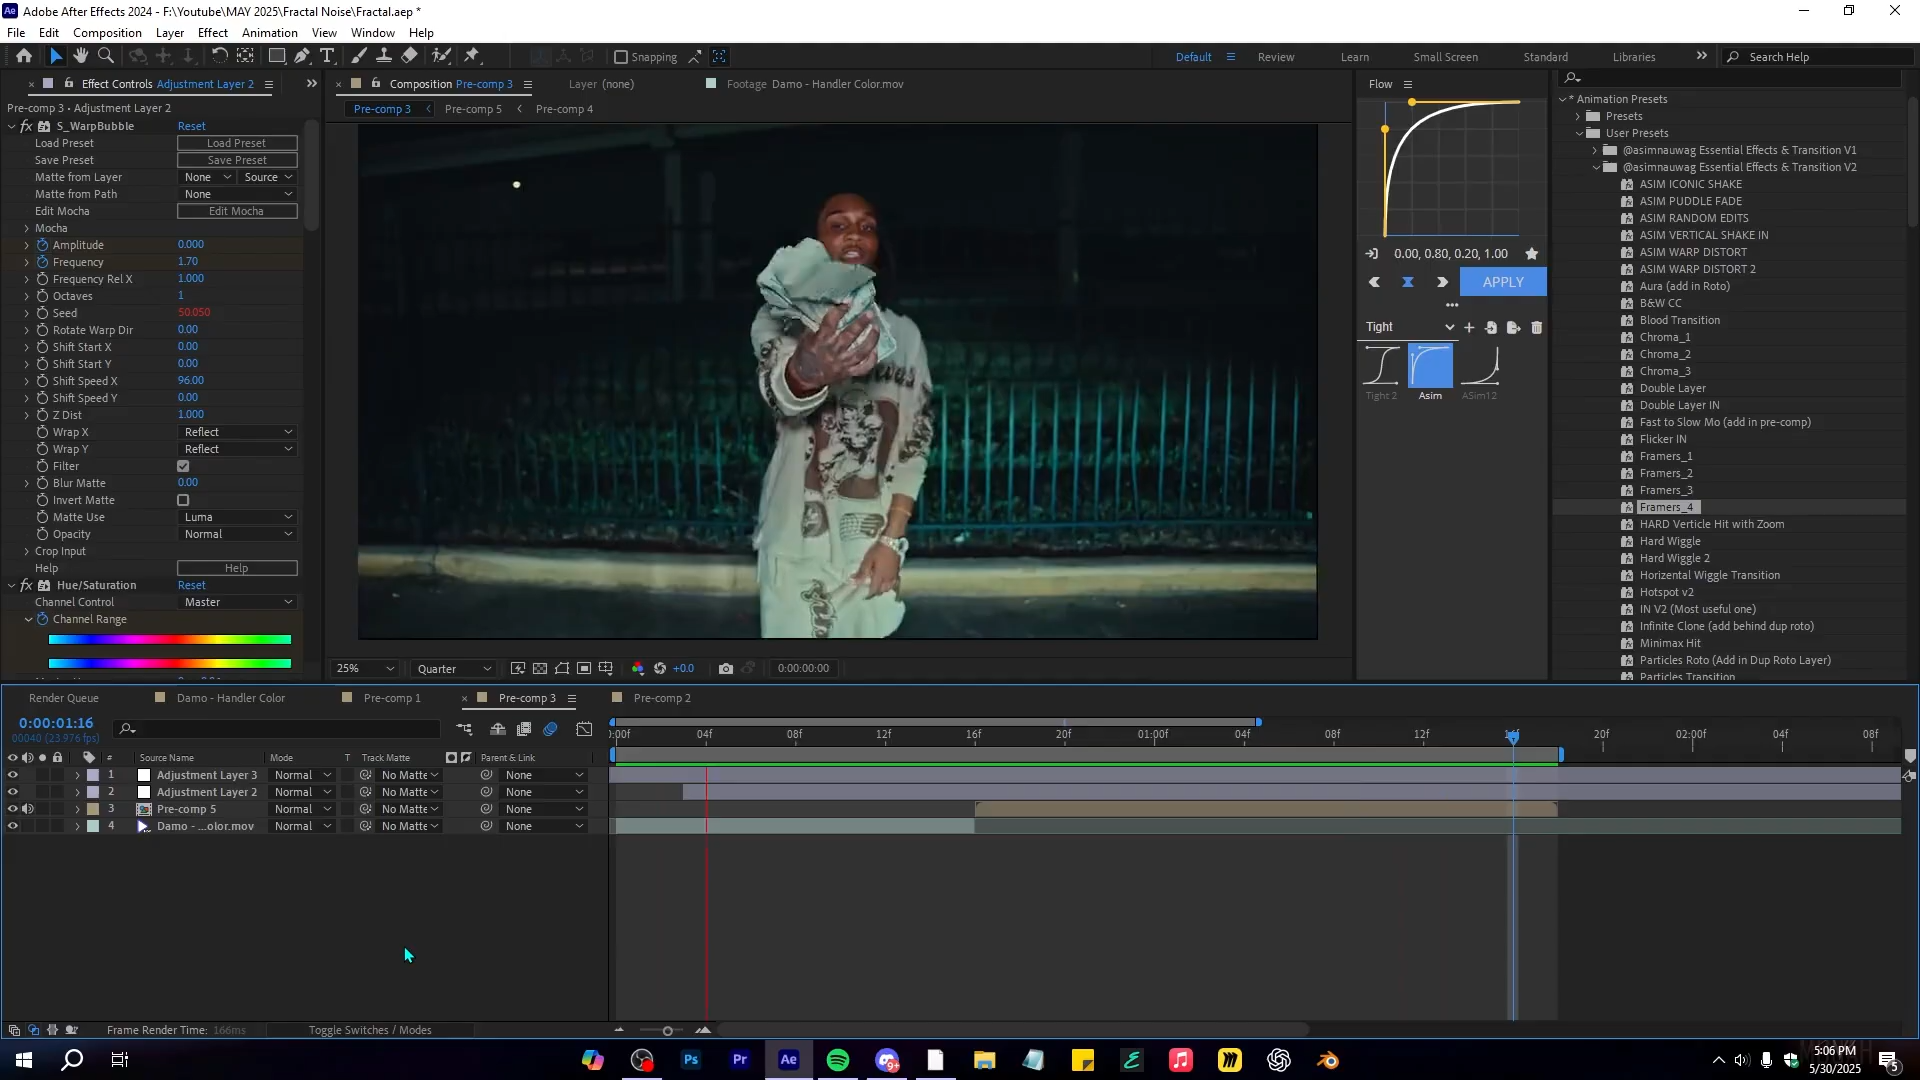 Adobe After Effects 2024 - F:\Youtube\MAY 2025\Fractal Noise\Fractal.aep *
File Edit Composition Layer Effect Animation View Window Help
Snapping
Default Review Learn Small Screen Standard Libraries Search Help
Effect Controls Adjustment Layer 2
Pre-comp 3 • Adjustment Layer 2
fx S_WarpBubble Reset
Load Preset Load Preset
Save Preset Save Preset
Matte from Layer None Source
Matte from Path None
Edit Mocha Edit Mocha
Mocha
Amplitude 0.000
Frequency 1.70
Frequency Rel X 1.000
Octaves 1
Seed 50.050
Rotate Warp Dir 0.00
Shift Start X 0.00
Shift Start Y 0.00
Shift Speed X 96.00
Shift Speed Y 0.00
Z Dist 1.000
Wrap X Reflect
Wrap Y Reflect
Filter
Blur Matte 0.00
Invert Matte
Matte Use Luma
Opacity Normal
Crop Input
Help Help
fx Hue/Saturation Reset
Channel Control Master
Channel Range
Composition Pre-comp 3 Layer (none) Footage Damo - Handler Color.mov
Pre-comp 3 Pre-comp 5 Pre-comp 4
25% Quarter +0.0 0:00:00:00
Flow
0.00, 0.80, 0.20, 1.00
APPLY
Tight
Tight 2 Asim ASim12
* Animation Presets
Presets
User Presets
@asimnauwag Essential Effects & Transition V1
@asimnauwag Essential Effects & Transition V2
ASIM ICONIC SHAKE
ASIM PUDDLE FADE
ASIM RANDOM EDITS
ASIM VERTICAL SHAKE IN
ASIM WARP DISTORT
ASIM WARP DISTORT 2
Aura (add in Roto)
B&W CC
Blood Transition
Chroma_1
Chroma_2
Chroma_3
Double Layer
Double Layer IN
Fast to Slow Mo (add in pre-comp)
Flicker IN
Framers_1
Framers_2
Framers_3
Framers_4
HARD Verticle Hit with Zoom
Hard Wiggle
Hard Wiggle 2
Horizental Wiggle Transition
Hotspot v2
IN V2 (Most useful one)
Infinite Clone (add behind dup roto)
Minimax Hit
Particles Roto (Add in Dup Roto Layer)
Particles Transition
Render Queue Damo - Handler Color Pre-comp 1 Pre-comp 3 Pre-comp 2
0:00:01:16
00040 (23.976 fps)
:00f 04f 08f 12f 16f 20f 01:00f 04f 08f 12f 16f 20f 02:00f 04f 08f
# Source Name Mode T Track Matte Parent & Link
1 Adjustment Layer 3 Normal No Matte None
2 Adjustment Layer 2 Normal No Matte None
3 Pre-comp 5 Normal No Matte None
4 Damo - ...olor.mov Normal No Matte None
Frame Render Time: 166ms Toggle Switches / Modes
Ps Pr Ae 9+
5:06 PM
5/30/2025
5